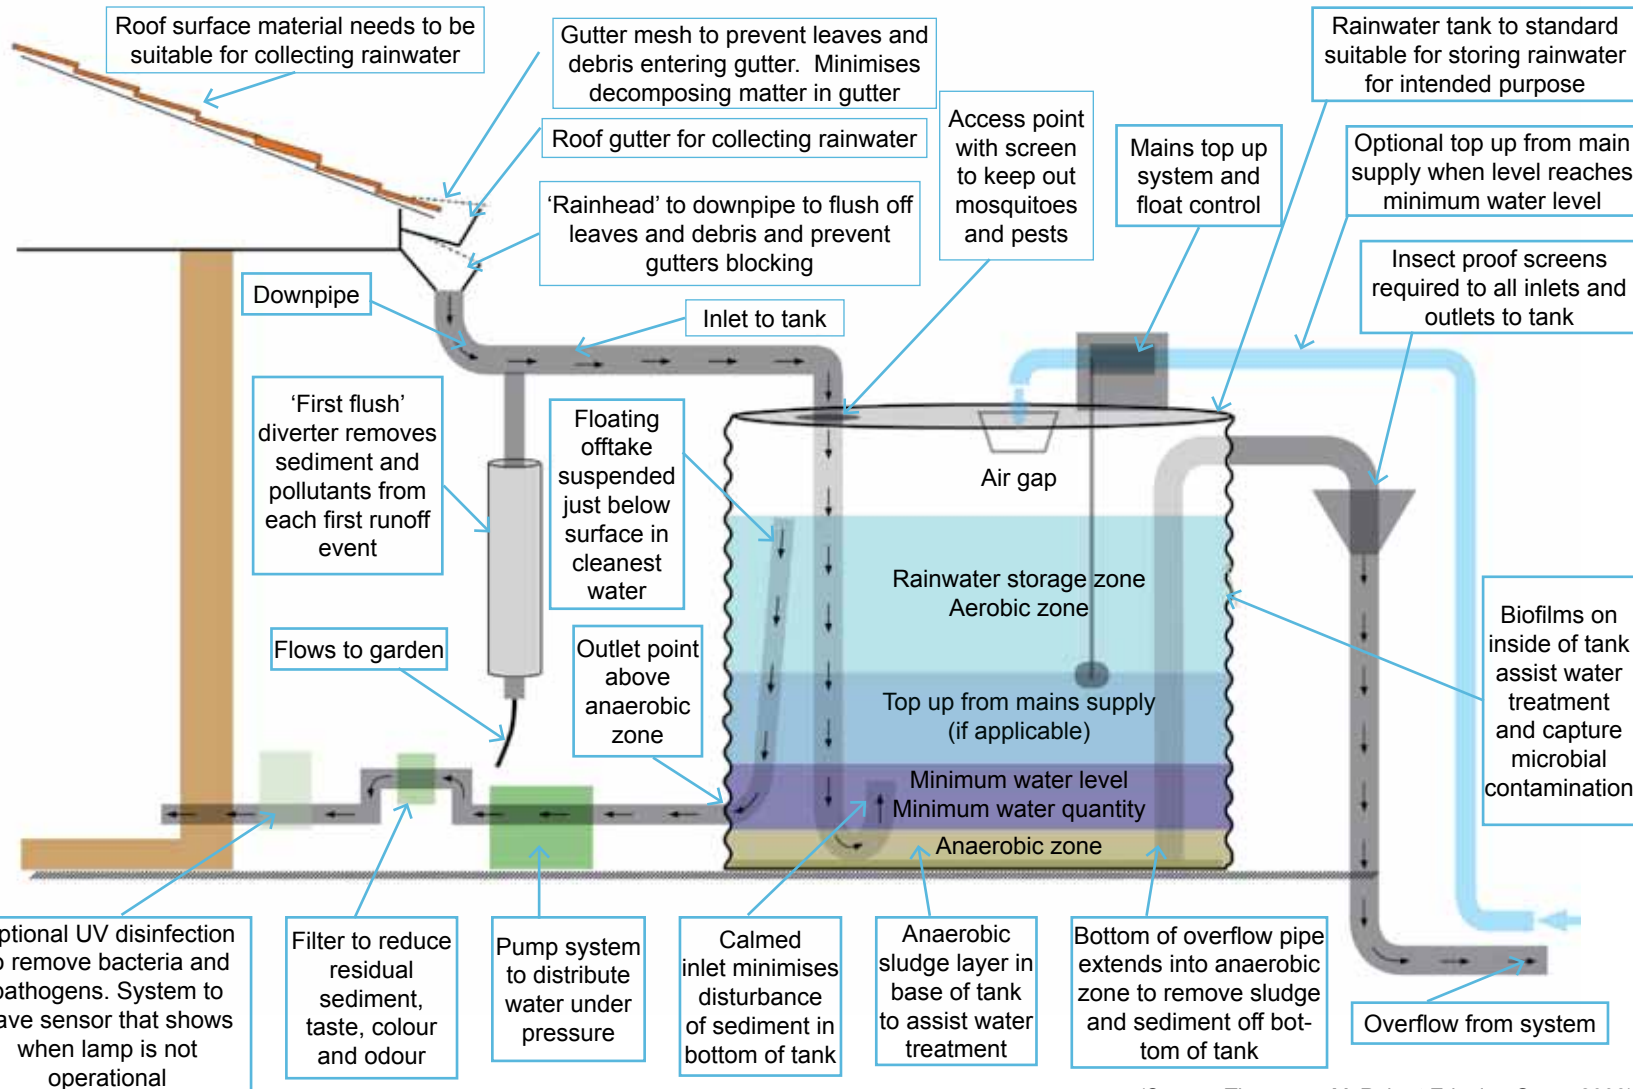 Roof surface material needs to be
suitable for collecting rainwater
Gutter mesh to prevent leaves and
debris entering gutter. Minimises
decomposing matter in gutter
Roof gutter for collecting rainwater
'Rainhead' to downpipe to flush off
leaves and debris and prevent
gutters blocking
Access point
with screen
to keep out
mosquitoes
and pests
Mains top up
system and
float control
Rainwater tank to standard
suitable for storing rainwater
for intended purpose
Optional top up from main
supply when level reaches
minimum water level
Insect proof screens
required to all inlets and
outlets to tank
Downpipe
Inlet to tank
'First flush'
diverter removes
sediment and
pollutants from
each first runoff
event
Floating
offtake
suspended
just below
surface in
cleanest
water
Air gap
Rainwater storage zone
Aerobic zone
Biofilms on
inside of tank
assist water
treatment
and capture
microbial
contamination
Flows to garden
Outlet point
above
anaerobic
zone
Top up from mains supply
(if applicable)
Minimum water level
Minimum water quantity
Anaerobic zone
ptional UV disinfection
o remove bacteria and
pathogens. System to
ave sensor that shows
when lamp is not
operational
Filter to reduce
residual
sediment,
taste, colour
and odour
Pump system
to distribute
water under
pressure
Calmed
inlet minimises
disturbance
of sediment in
bottom of tank
Anaerobic
sludge layer in
base of tank
to assist water
treatment
Bottom of overflow pipe
extends into anaerobic
zone to remove sludge
and sediment off bot-
tom of tank
Overflow from system